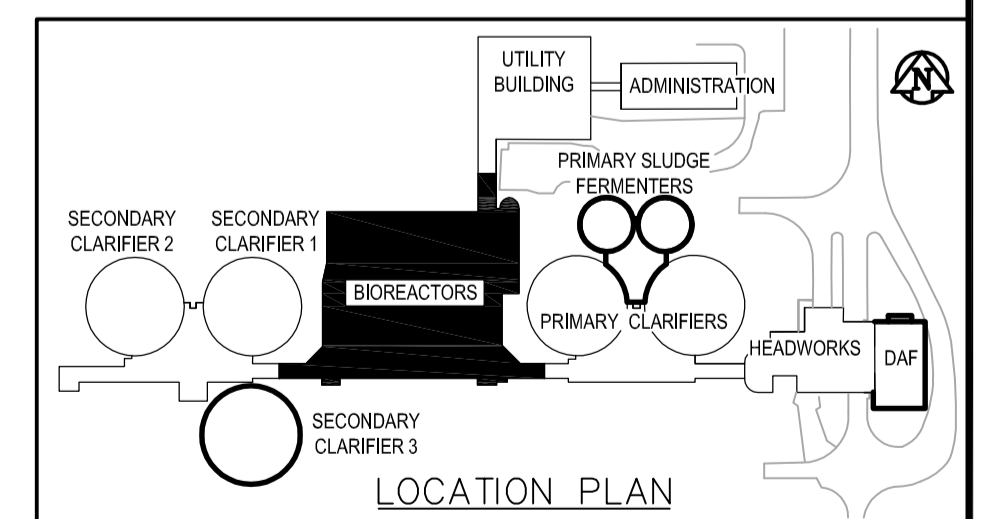 UTILITY
BUILDING
ADMINISTRATION
N
PRIMARY SLUDGE
FERMENTERS
SECONDARY
CLARIFIER 2
SECONDARY
CLARIFIER 1
BIOREACTORS
PRIMARY CLARIFIERS
HEADWORKS
DAF
SECONDARY
CLARIFIER 3
LOCATION PLAN